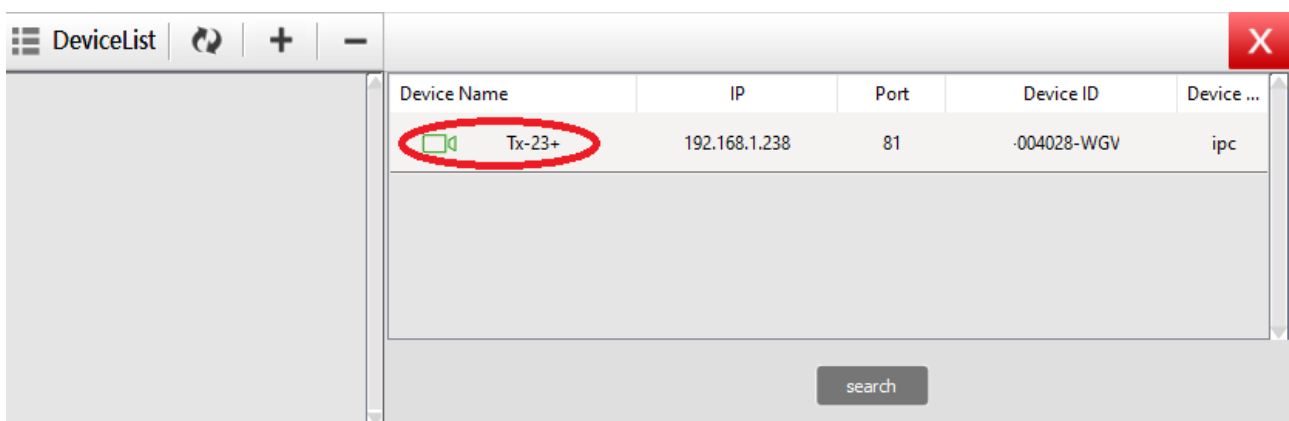 DeviceList
X
Device Name IP Port Device ID Device ...
Tx-23+ 192.168.1.238 81 -004028-WGV ipc
search